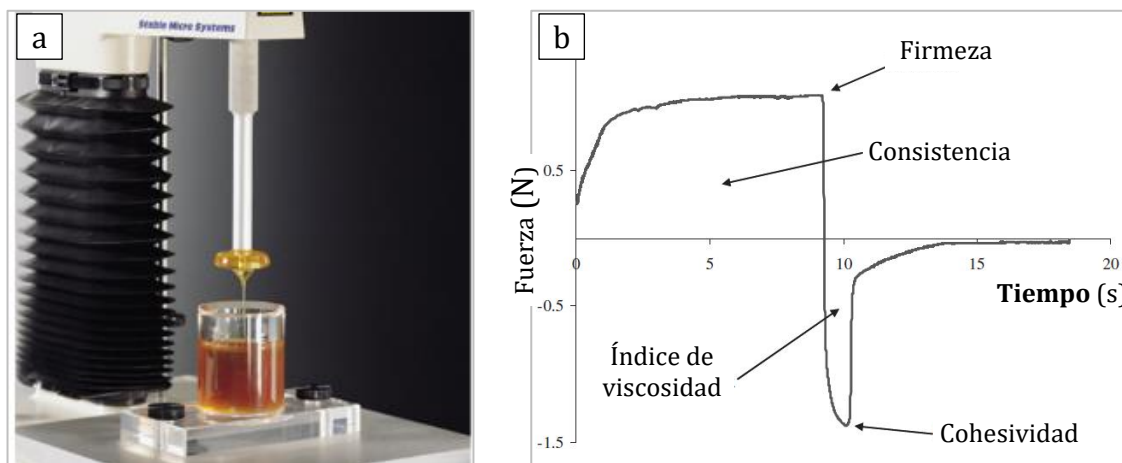 a
Stable Micro Systems
b
Firmeza
Consistencia
0.5
Fuerza (N)
0
5
10
15
20
Tiempo (s)
-0.5
Índice de
viscosidad
Cohesividad
-1.5